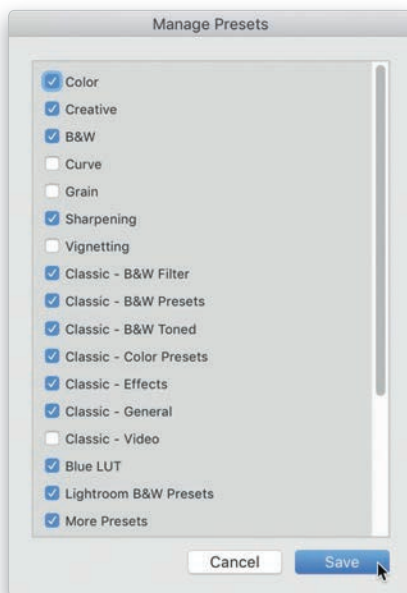 Manage Presets
Color
Creative
B&W
Curve
Grain
Sharpening
Vignetting
Classic - B&W Filter
Classic - B&W Presets
Classic - B&W Toned
Classic - Color Presets
Classic - Effects
Classic - General
Classic - Video
Blue LUT
Lightroom B&W Presets
More Presets
Cancel
Save